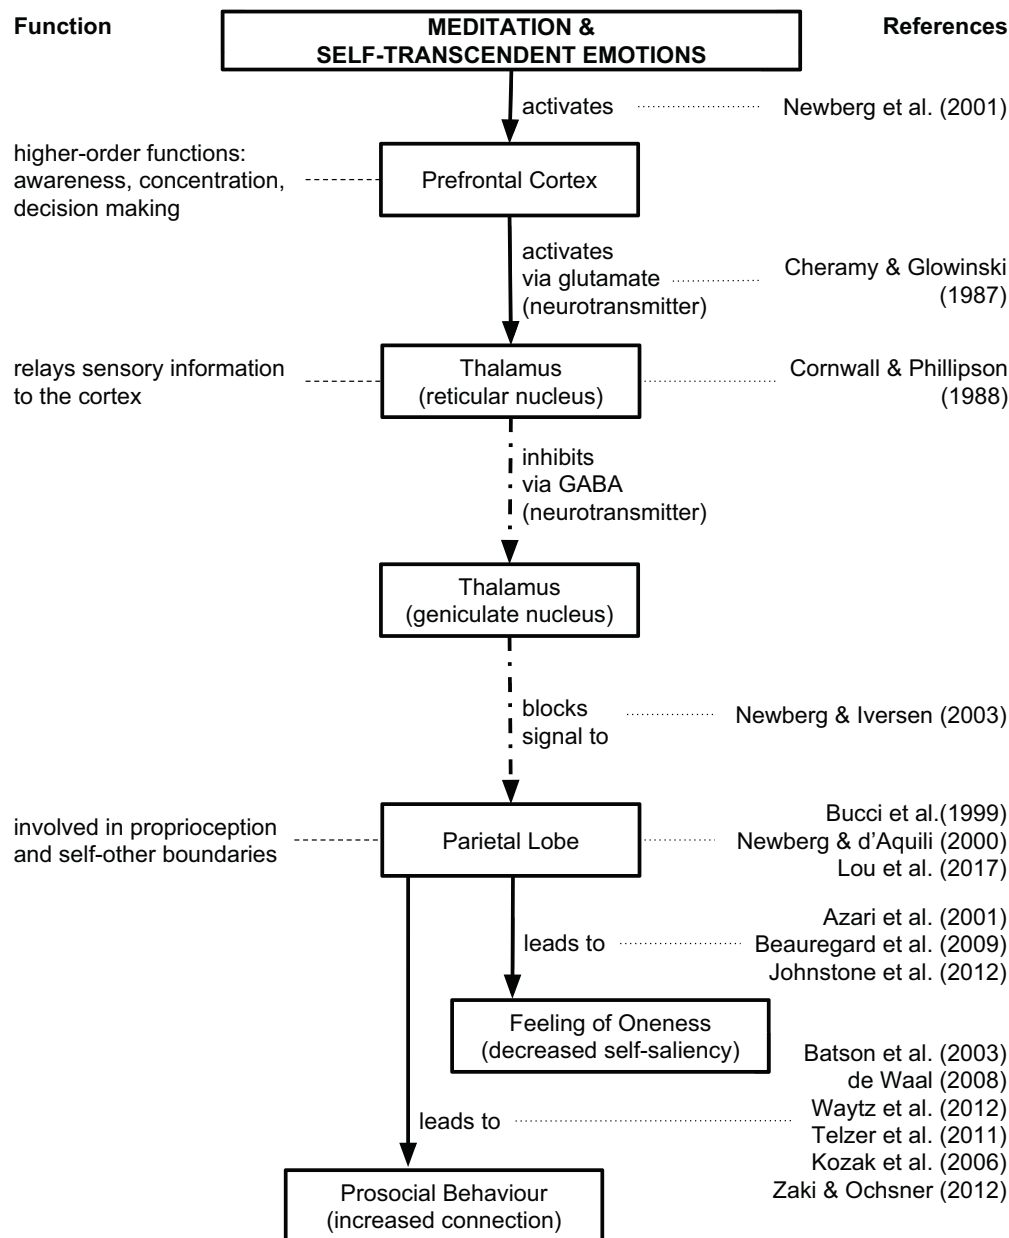 Function
MEDITATION &
SELF-TRANSCENDENT EMOTIONS
References
activates
Newberg et al. (2001)
higher-order functions:
awareness, concentration,
decision making
Prefrontal Cortex
activates
via glutamate
(neurotransmitter)
Cheramy & Glowinski
(1987)
relays sensory information
to the cortex
Thalamus
(reticular nucleus)
Cornwall & Phillipson
(1988)
inhibits
via GABA
(neurotransmitter)
Thalamus
(geniculate nucleus)
blocks
signal to
Newberg & Iversen (2003)
involved in proprioception
and self-other boundaries
Parietal Lobe
Bucci et al.(1999)
Newberg & d'Aquili (2000)
Lou et al. (2017)
leads to
Azari et al. (2001)
Beauregard et al. (2009)
Johnstone et al. (2012)
Feeling of Oneness
(decreased self-saliency)
leads to
Batson et al. (2003)
de Waal (2008)
Waytz et al. (2012)
Telzer et al. (2011)
Kozak et al. (2006)
Zaki & Ochsner (2012)
Prosocial Behaviour
(increased connection)